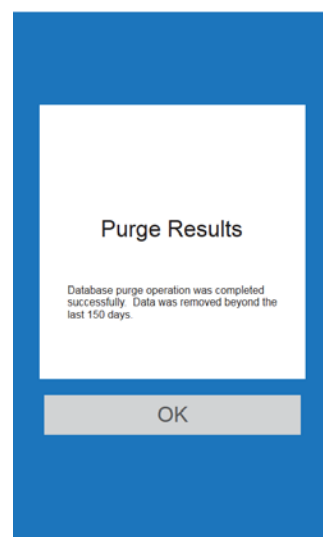 Purge Results
Database purge operation was completed
successfully.  Data was removed beyond the
last 150 days.
OK